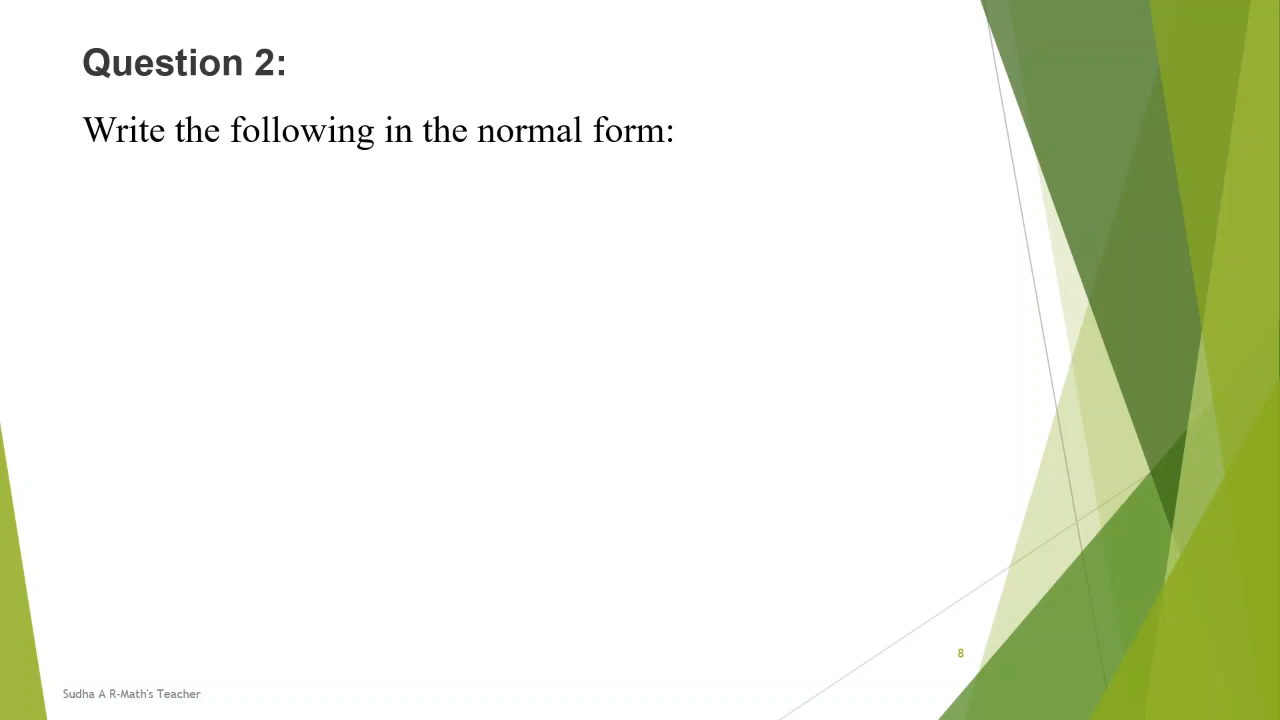 Question 2:
Write the following in the normal form:
8
Sudha A R-Math's Teacher